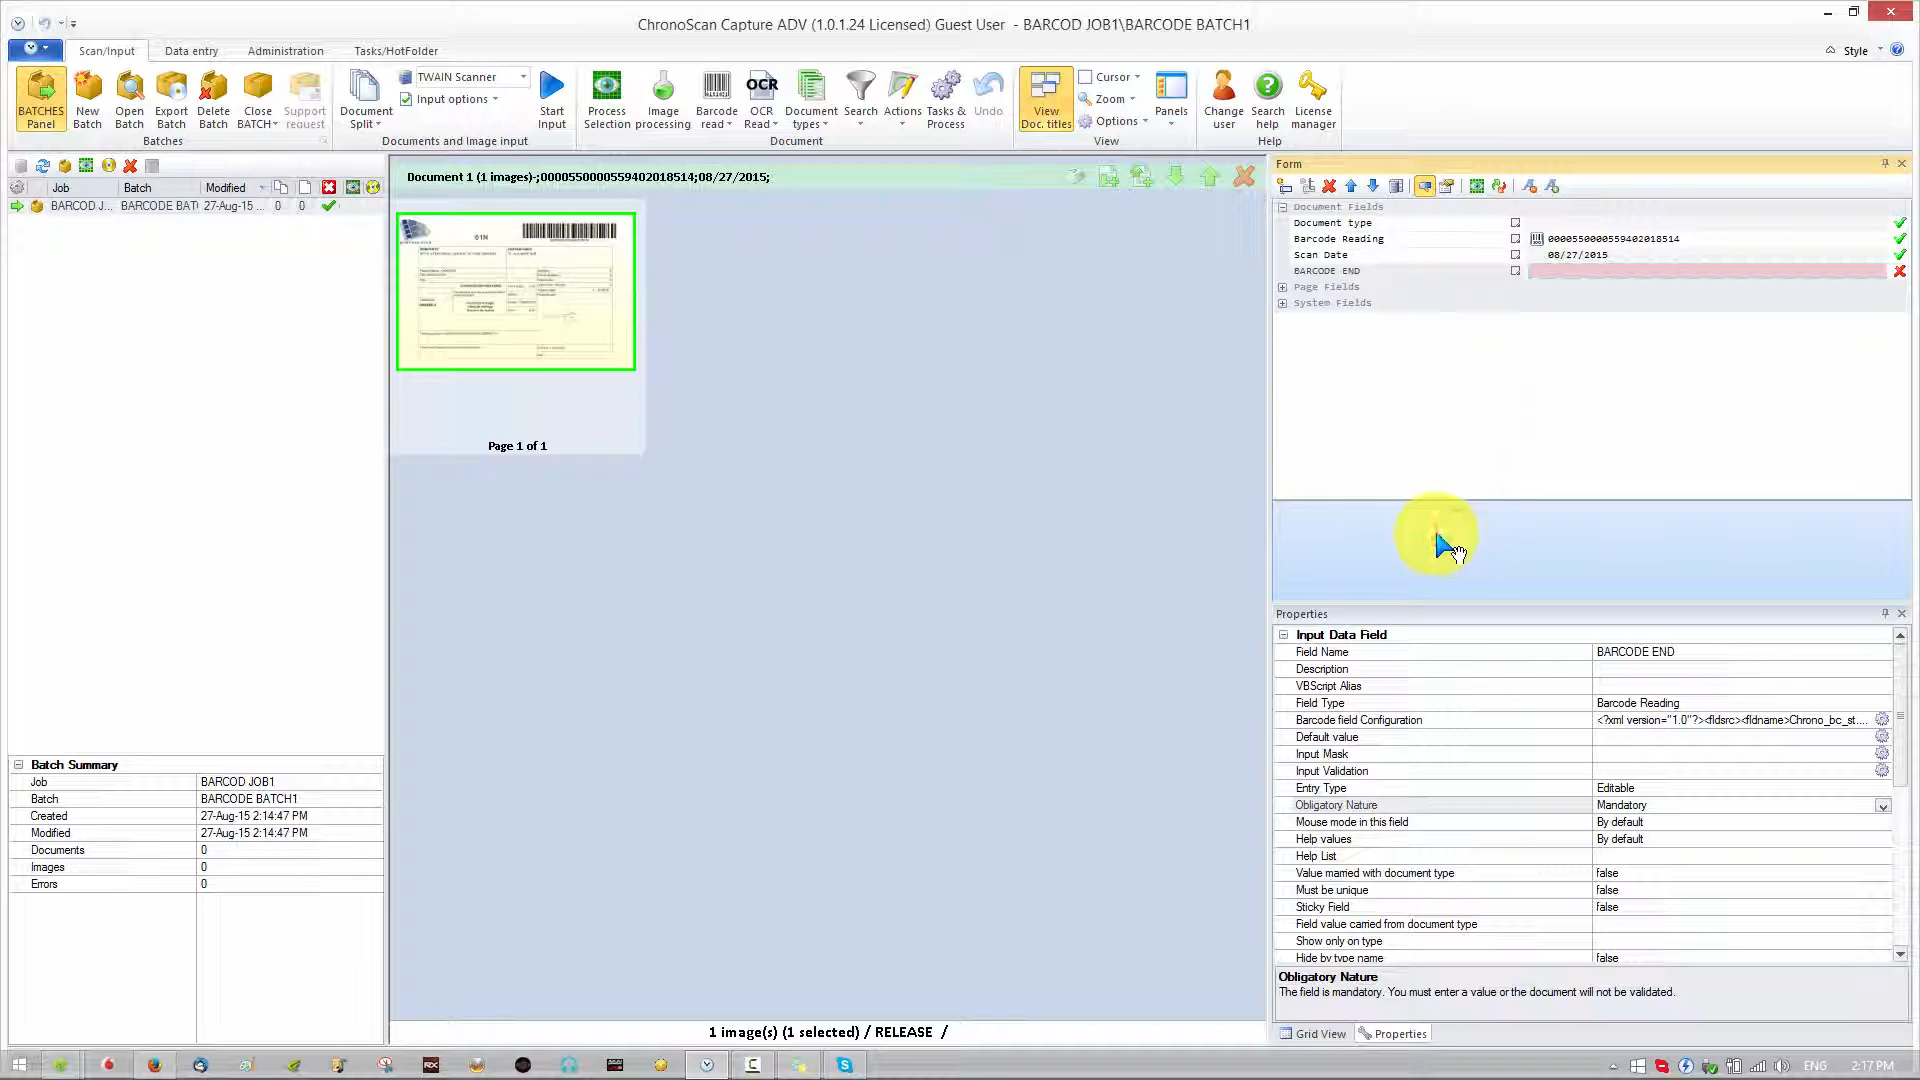 ChronoScan Capture ADV (1.0.1.24 Licensed) Guest User - BARCOD JOB1\BARCODE BATCH1
Scan/Input
Data entry
Administration
Tasks/HotFolder
Style
BATCHES Panel
New Batch
Open Batch
Export Batch
Delete Batch
Close BATCH
Support request
Batches
Document Split
TWAIN Scanner
Input options
Start Input
Documents and Image input
Process Selection
Image processing
Barcode read
OCR
OCR Read
Document types
Search
Actions
Tasks & Process
Undo
Document
View Doc. titles
Cursor
Zoom
Options
Panels
View
Change user
Search help
License manager
Help
Job Batch Modified
BARCOD J... BARCODE BATI 27-Aug-15 ... 0 0
Document 1 (1 images)-;0000550000559402018514;08/27/2015;
01N
Page 1 of 1
Form
Document Fields
Document type
Barcode Reading 0000550000559402018514
Scan Date 08/27/2015
BARCODE END
Page Fields
System Fields
Properties
Input Data Field
Field Name BARCODE END
Description
VBScript Alias
Field Type Barcode Reading
Barcode field Configuration <?xml version="1.0"?><fldsrc><fldname>Chrono_bc_st....
Default value
Input Mask
Input Validation
Entry Type Editable
Obligatory Nature Mandatory
Mouse mode in this field By default
Help values By default
Help List
Value married with document type false
Must be unique false
Sticky Field false
Field value carried from document type
Show only on type
Hide by type name false
Obligatory Nature
The field is mandatory. You must enter a value or the document will not be validated.
Grid View
Properties
Batch Summary
Job BARCOD JOB1
Batch BARCODE BATCH1
Created 27-Aug-15 2:14:47 PM
Modified 27-Aug-15 2:14:47 PM
Documents 0
Images 0
Errors 0
1 image(s) (1 selected) / RELEASE /
ENG
2:17 PM